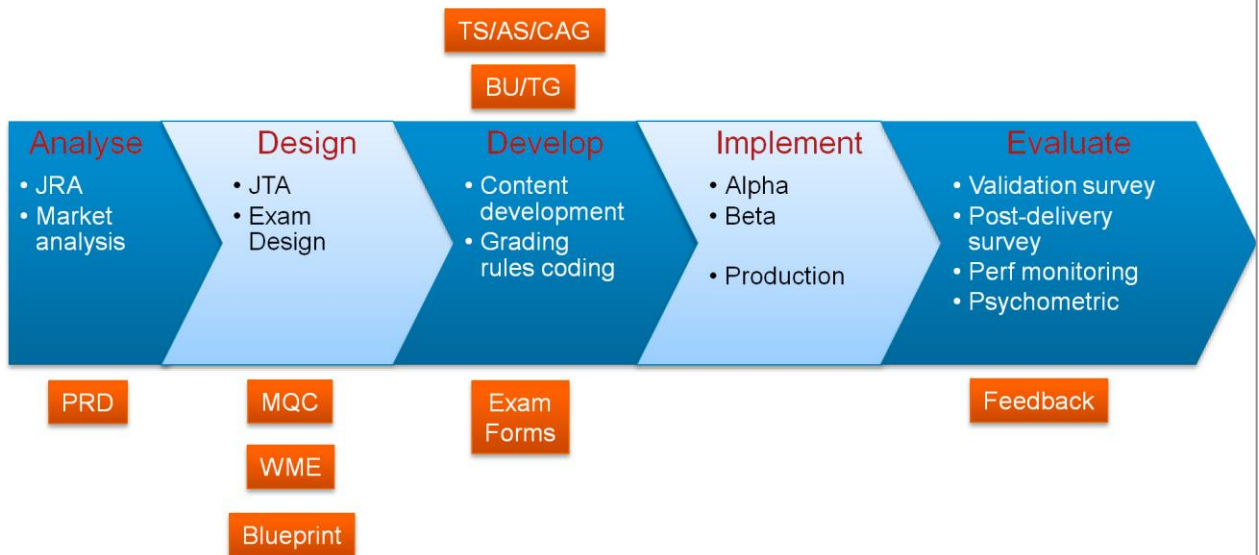 TS/AS/CAG
BU/TG
Analyse
• JRA
• Market
analysis
Design
• JTA
• Exam
Design
Develop
• Content
development
• Grading
rules coding
Implement
• Alpha
• Beta
• Production
Evaluate
• Validation survey
• Post-delivery
survey
• Perf monitoring
• Psychometric
PRD
MQC
WME
Blueprint
Exam
Forms
Feedback